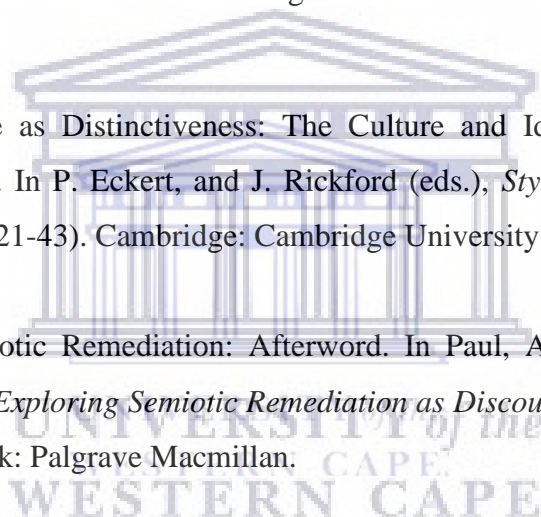 e as Distinctiveness: The Culture and Id
In P. Eckert, and J. Rickford (eds.), Sty
21-43). Cambridge: Cambridge University
otic Remediation: Afterword. In Paul, A
Exploring Semiotic Remediation as Discou
UNIVERSITY of the
k: Palgrave Macmillan.
WESTERN CAPE